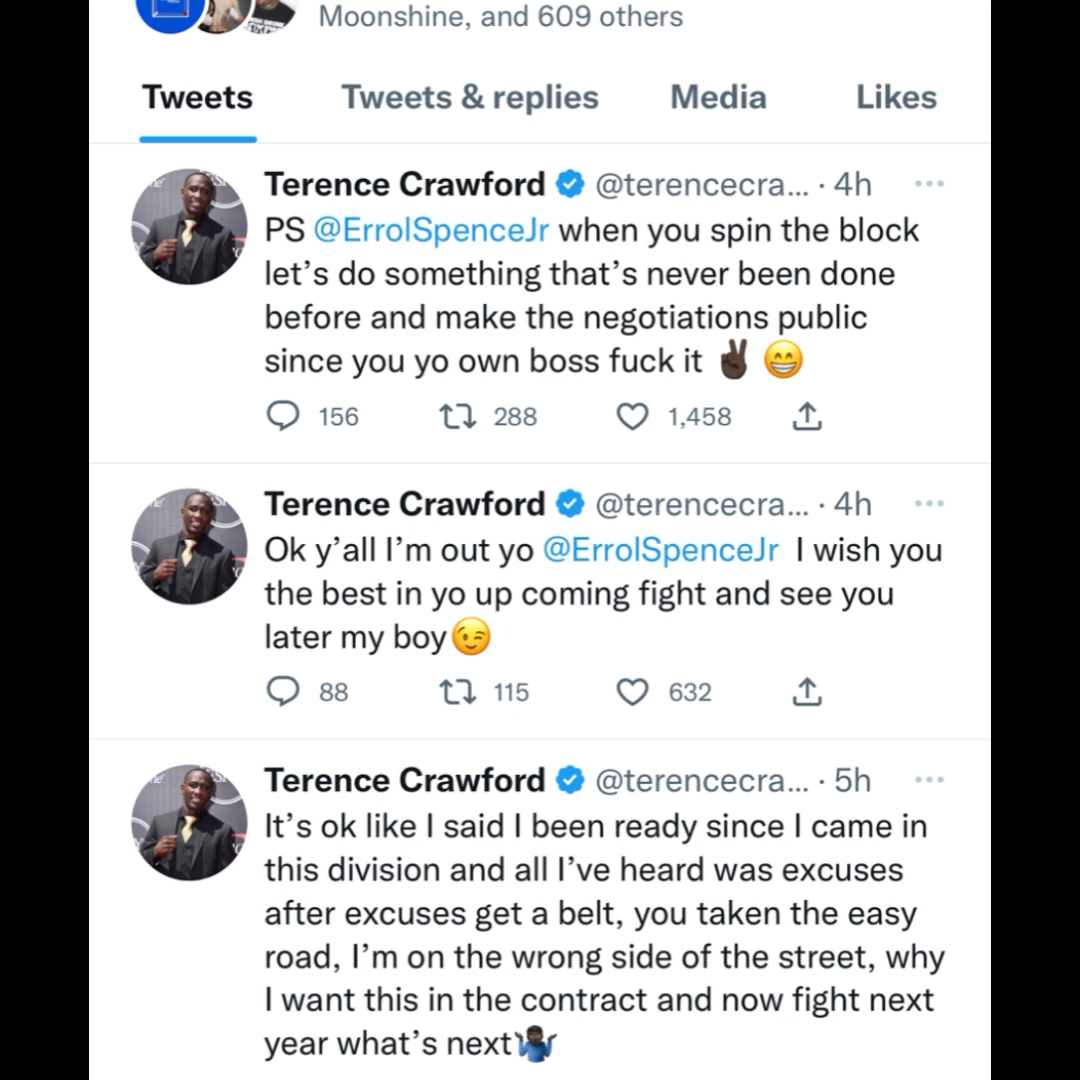 Moonshine, and 609 others
Tweets Tweets & replies Media Likes
Terence Crawford @terencecra... · 4h
PS @ErrolSpenceJr when you spin the block
let's do something that's never been done
before and make the negotiations public
since you yo own boss fuck it ✌🏿 😁
156 288 1,458
Terence Crawford @terencecra... · 4h
Ok y'all I'm out yo @ErrolSpenceJr I wish you
the best in yo up coming fight and see you
later my boy😉
88 115 632
Terence Crawford @terencecra... · 5h
It's ok like I said I been ready since I came in
this division and all I've heard was excuses
after excuses get a belt, you taken the easy
road, I'm on the wrong side of the street, why
I want this in the contract and now fight next
year what's next🤷🏿‍♂️